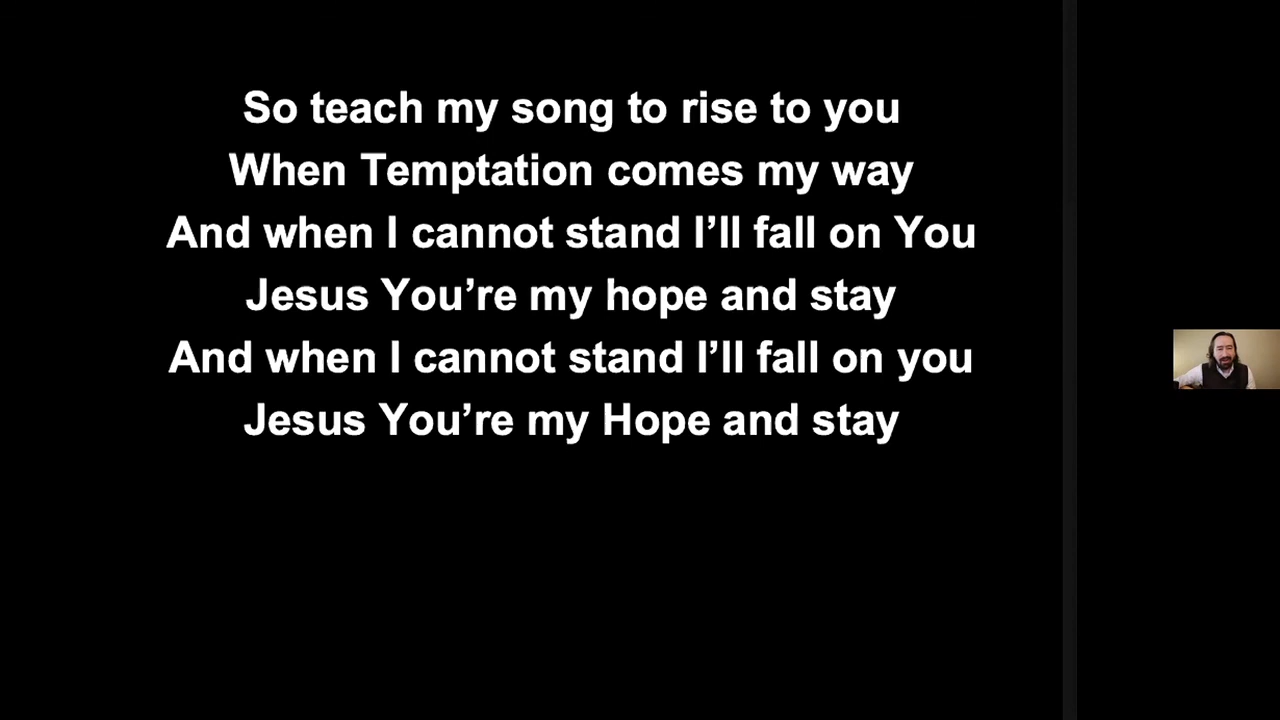 So teach my song to rise to you
When Temptation comes my way
And when I cannot stand I’ll fall on You
Jesus You’re my hope and stay
And when I cannot stand I’ll fall on you
Jesus You’re my Hope and stay